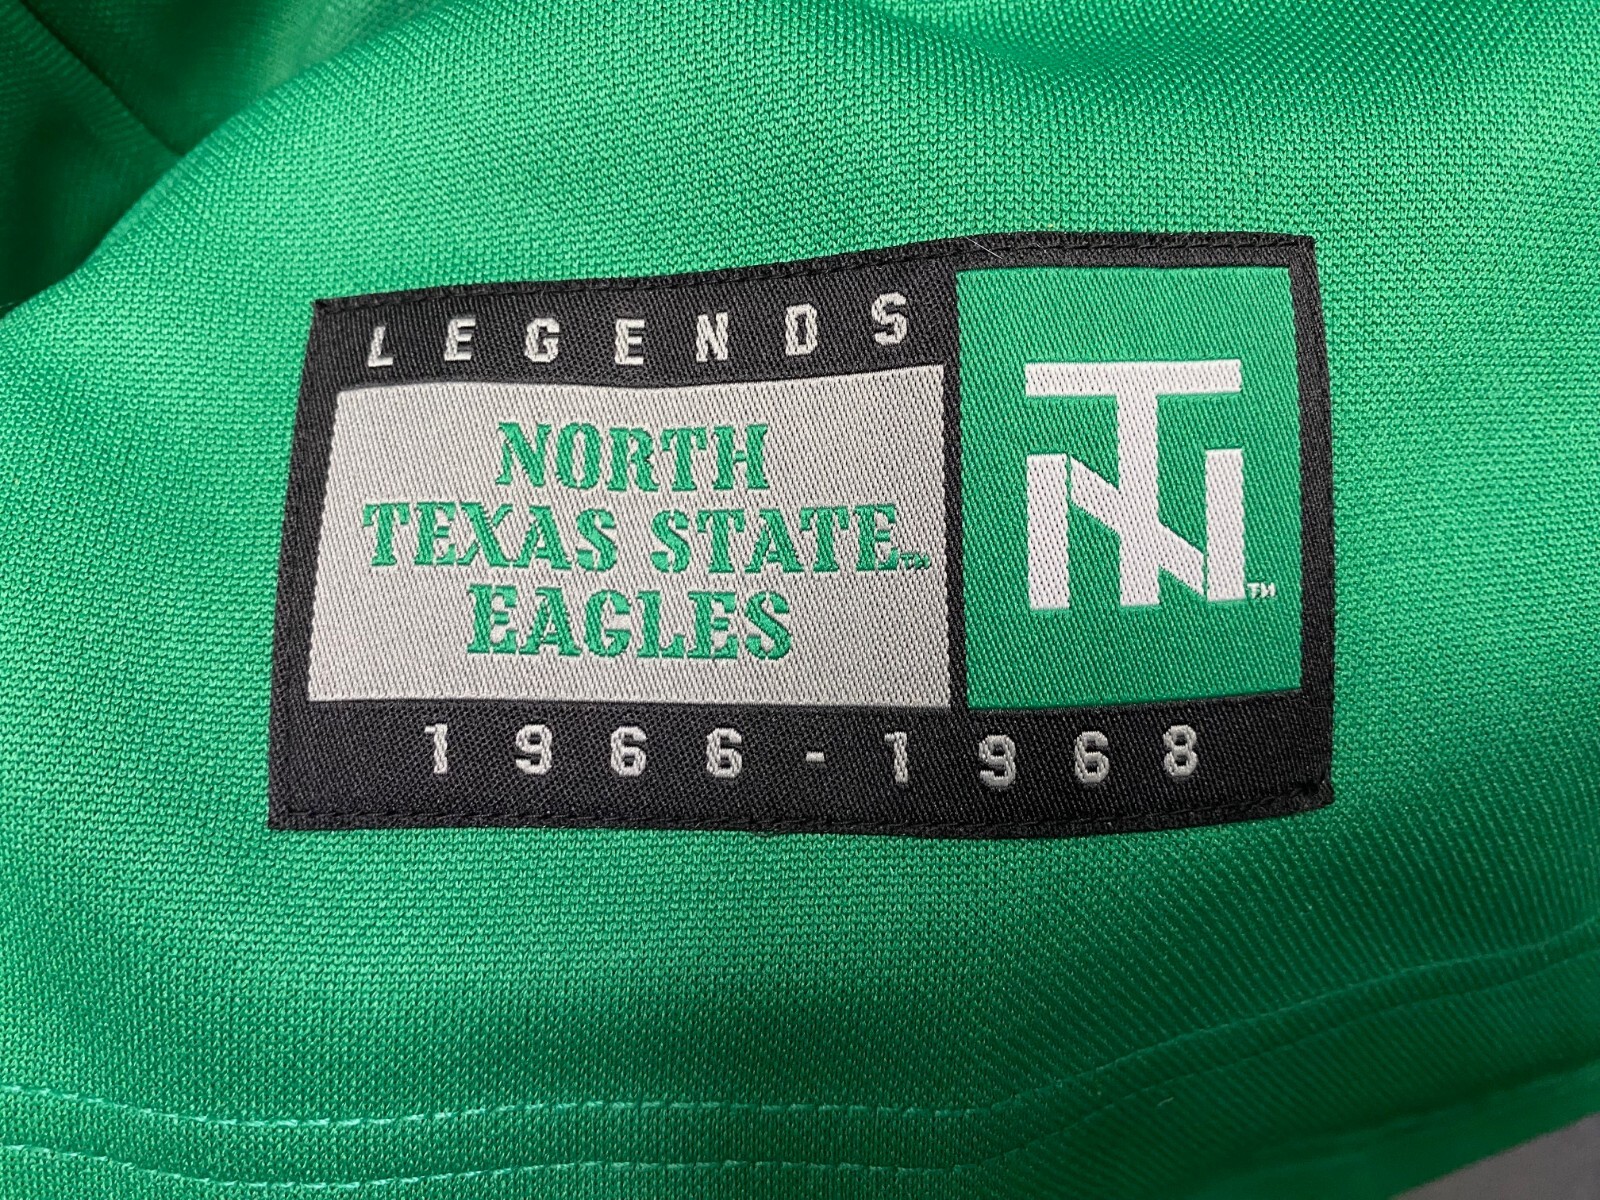 LEGENDS
NORTH
TEXAS STATE™
EAGLES
NT™
1966-1968